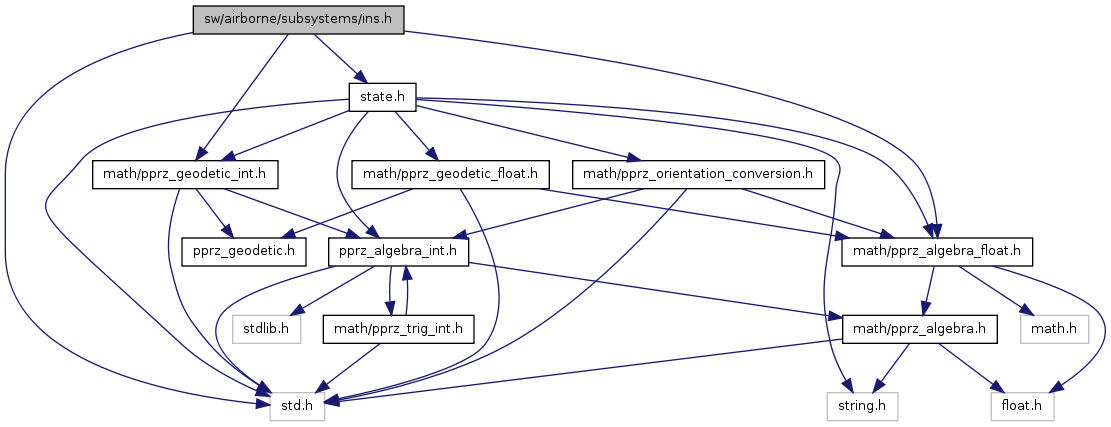 sw/airborne/subsystems/ins.h
state.h
math/pprz_geodetic_int.h
math/pprz_geodetic_float.h
math/pprz_orientation_conversion.h
pprz_geodetic.h
pprz_algebra_int.h
math/pprz_algebra_float.h
stdlib.h
math/pprz_trig_int.h
math/pprz_algebra.h
math.h
std.h
string.h
float.h